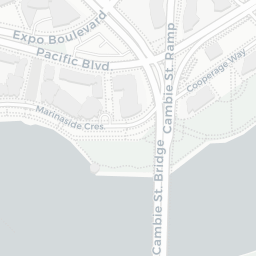 Expo Boulevard
Pacific Blvd
Cambie St. Ramp
Cooperage Way
Marinaside Cres.
Cambie St. Bridge